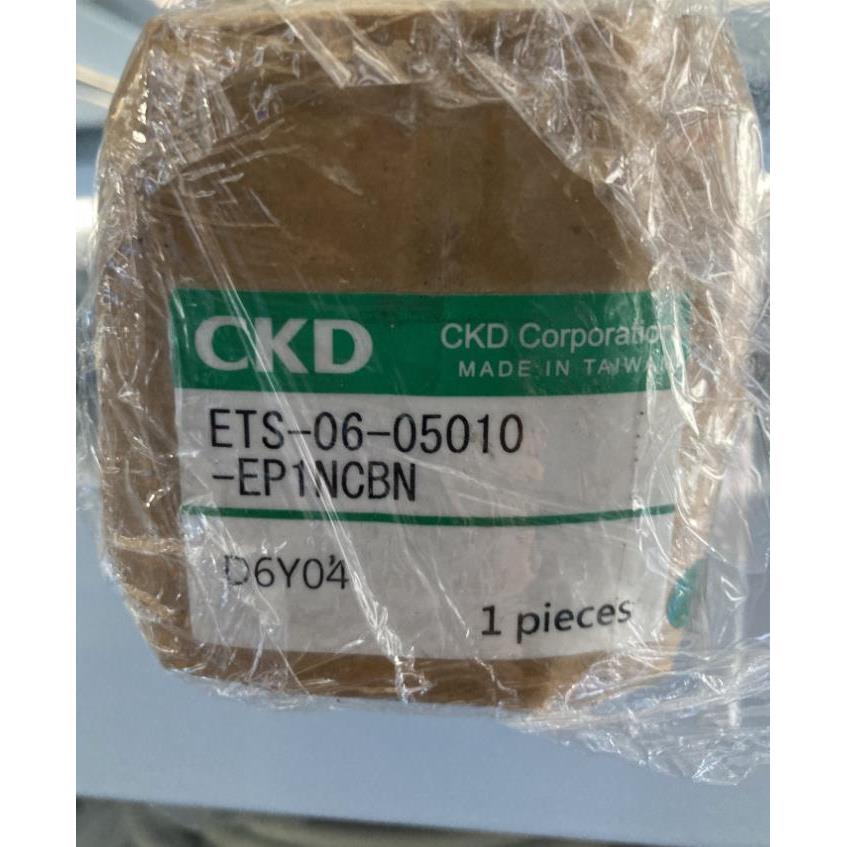 CKD
CKD Corporation
MADE IN TAIWAN
ETS-06-05010
-EP1NCBN
D6Y04
1 pieces